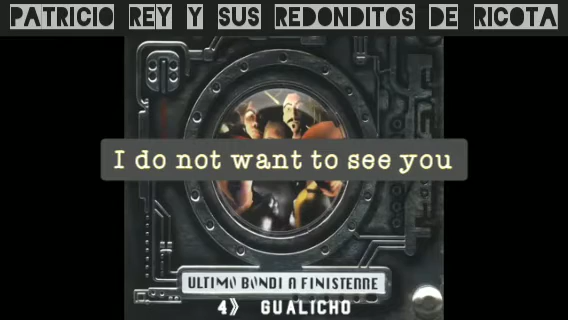 PATRICIO REY Y SUS REDONDITOS DE RICOTA
I do not want to see you
ULTIMO BONDI A FINISTERRE
4》 GUALICHO